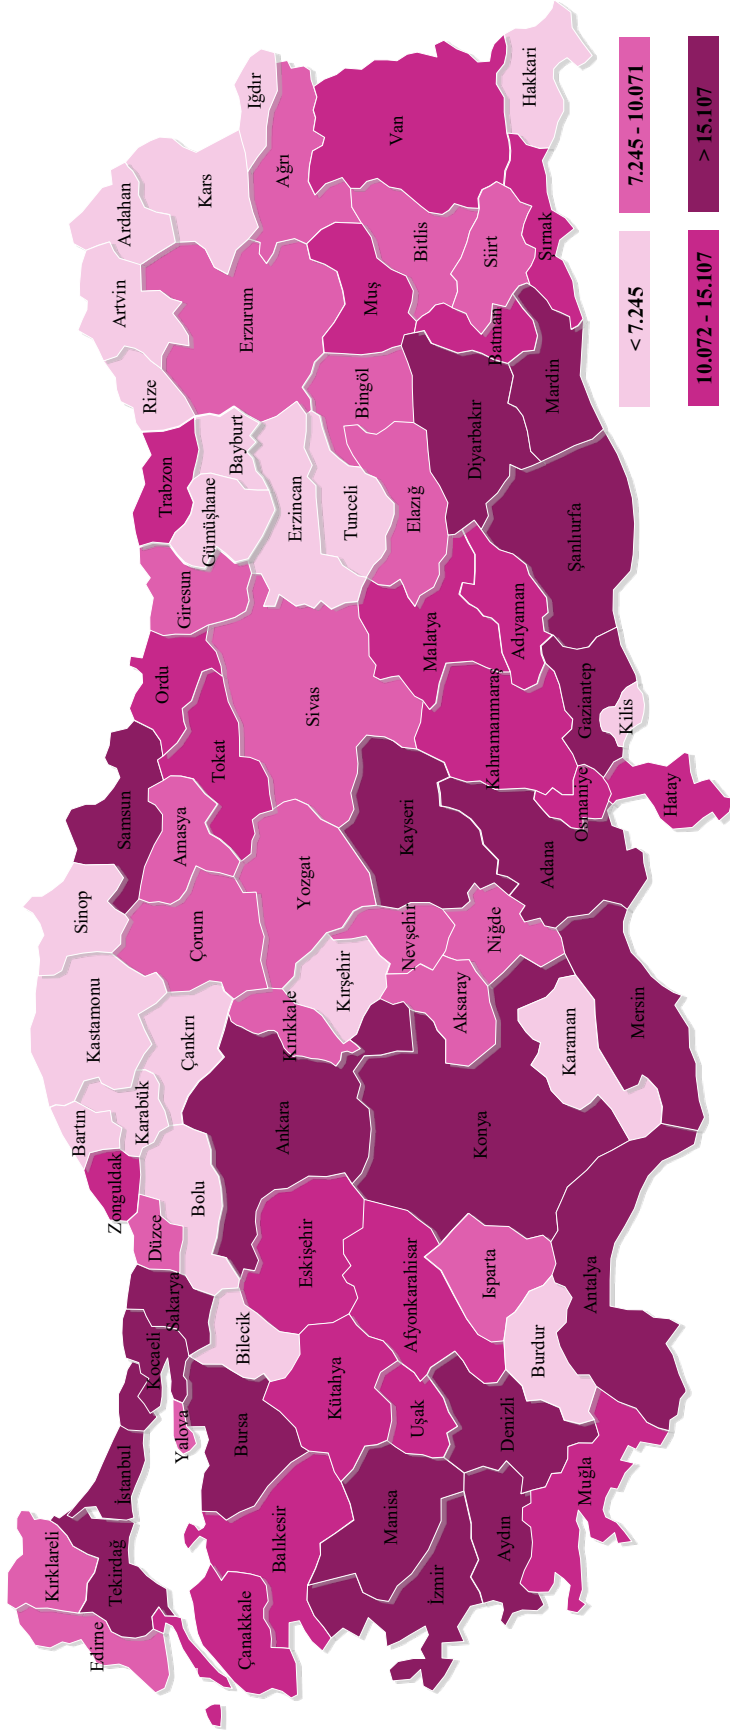 Kırklareli
Edirne
Tekirdağ
İstanbul
Kocaeli
Yalova
Sakarya
Düzce
Zonguldak
Bartın
Karabük
Kastamonu
Sinop
Çankırı
Bolu
Bilecik
Bursa
Balıkesir
Çanakkale
Kütahya
Eskişehir
Ankara
Kırıkkale
Çorum
Samsun
Amasya
Tokat
Ordu
Giresun
Trabzon
Gümüşhane
Bayburt
Rize
Artvin
Ardahan
Kars
Iğdır
Ağrı
Erzurum
Erzincan
Tunceli
Sivas
Yozgat
Kırşehir
Nevşehir
Kayseri
Malatya
Elazığ
Bingöl
Muş
Bitlis
Van
Hakkari
Siirt
Şırnak
Batman
Mardin
Diyarbakır
Şanlıurfa
Adıyaman
Kahramanmaraş
Gaziantep
Kilis
Osmaniye
Hatay
Adana
Niğde
Aksaray
Konya
Karaman
Mersin
Antalya
Isparta
Burdur
Afyonkarahisar
Uşak
Denizli
Manisa
İzmir
Aydın
Muğla
< 7.245
7.245 - 10.071
10.072 - 15.107
> 15.107